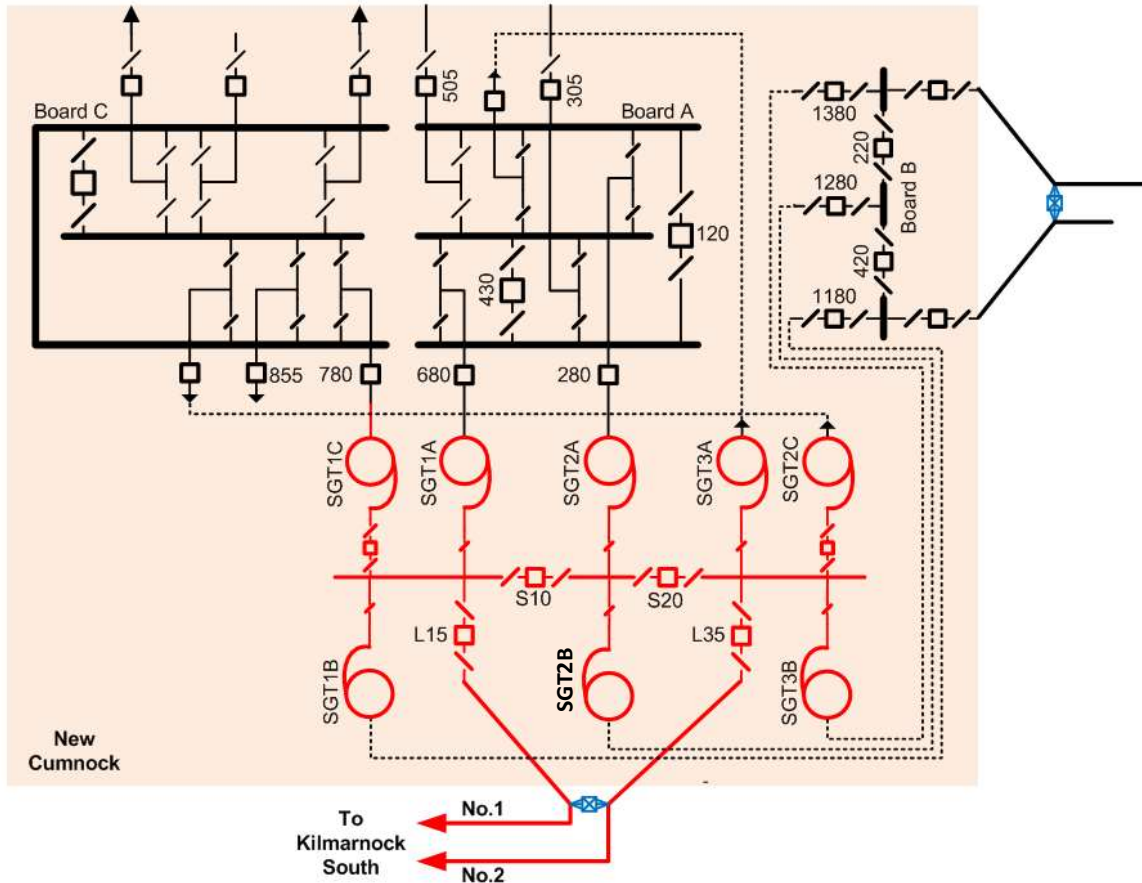 505
305
Board C
Board A
1380
220
1280
Board B
120
430
420
1180
855
780
680
280
SGT1C
SGT1A
SGT2A
SGT3A
SGT2C
S10
S20
L15
L35
SGT1B
SGT2B
SGT3B
New
Cumnock
To
Kilmarnock
South
No.1
No.2